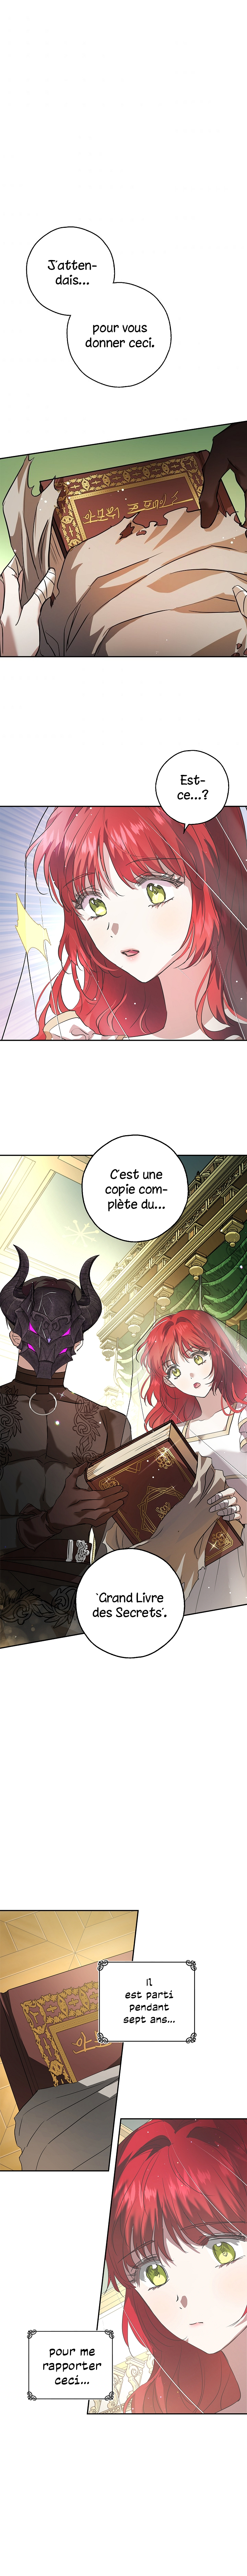 J'atten-
dais...
pour vous
donner ceci.
Est-
ce...?
C'est une
copie com-
plète du...
'Grand Livre
des Secrets'.
Il
est parti
pendant
sept ans...
pour me
rapporter
ceci...